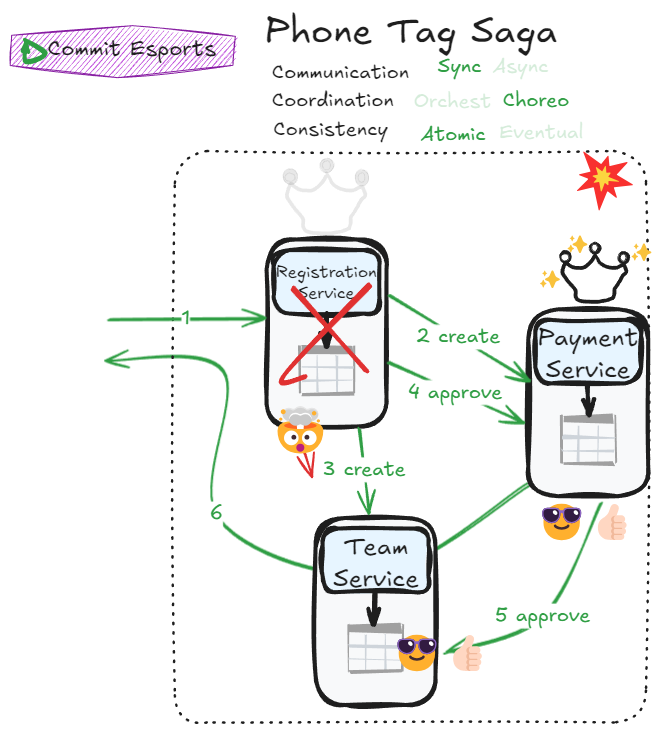 Commit Esports
Phone Tag Saga
Communication Sync Async
Coordination Orchest Choreo
Consistency Atomic Eventual
Registration
Service
1
2 create
Payment
Service
4 approve
3 create
6
Team
Service
5 approve